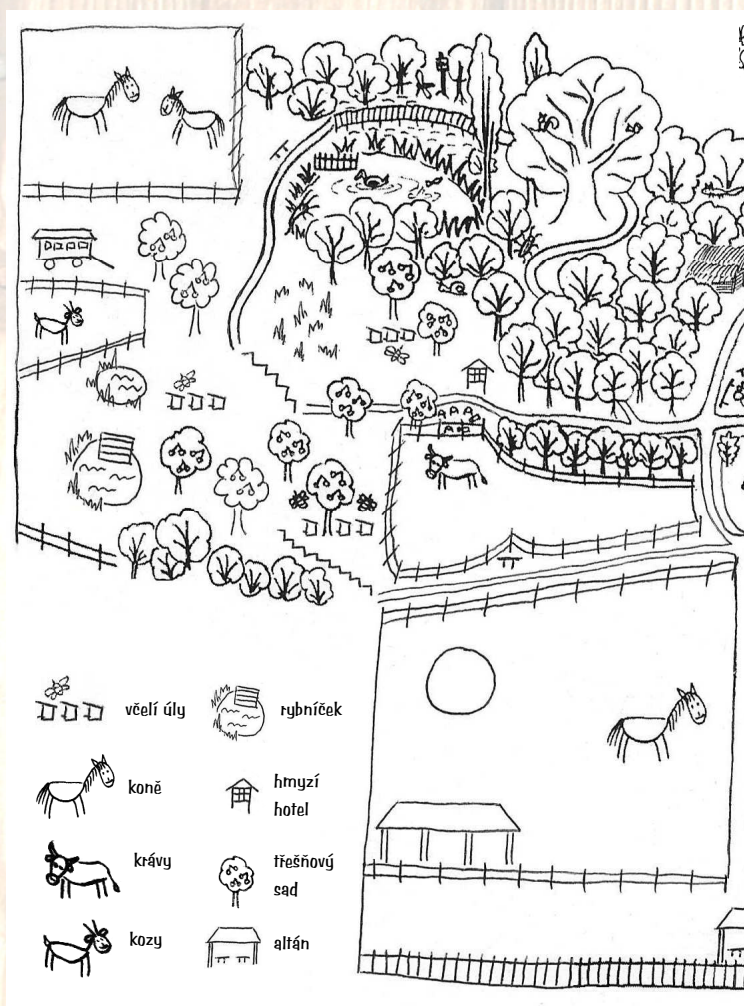 včelí úly
rybníček
koně
hmyzí
hotel
krávy
třešňový
sad
kozy
altán